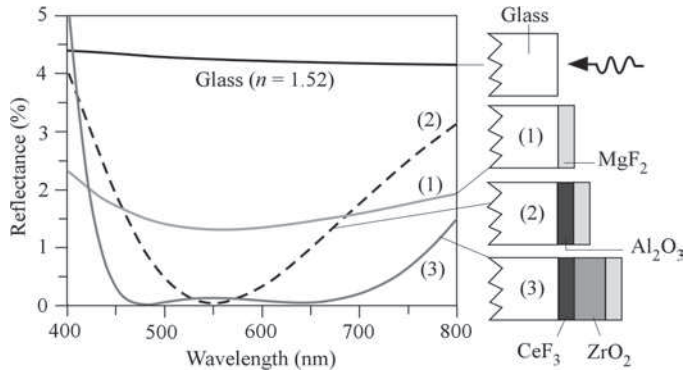 Reflectance (%)
5
4
3
2
1
0
Glass (n = 1.52)
(2)
(1)
(3)
400
500
600
700
800
Wavelength (nm)
Glass
(1)
MgF₂
(2)
Al₂O₃
(3)
CeF₃
ZrO₂